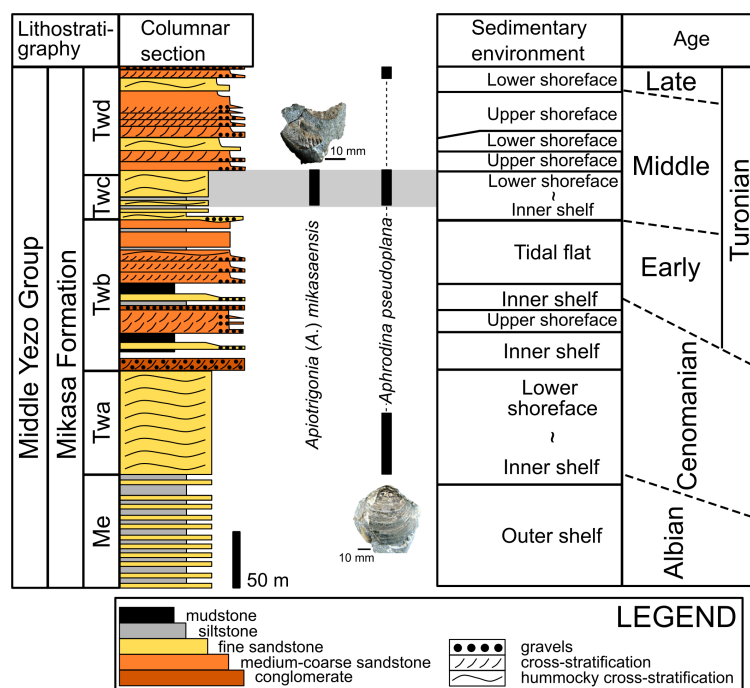 Lithostrati-
graphy
Columnar
section
Sedimentary
environment
Age
Middle Yezo Group
Mikasa Formation
Twd
Twc
Twb
Twa
Me
10 mm
Apiotrigonia (A.) mikasaensis
Aphrodina pseudoplana
10 mm
50 m
Lower shoreface
Upper shoreface
Lower shoreface
Upper shoreface
Lower shoreface
~
Inner shelf
Tidal flat
Inner shelf
Upper shoreface
Inner shelf
Lower
shoreface
~
Inner shelf
Outer shelf
Late
Middle
Early
Turonian
Cenomanian
Albian
LEGEND
mudstone
siltstone
fine sandstone
medium-coarse sandstone
conglomerate
gravels
cross-stratification
hummocky cross-stratification